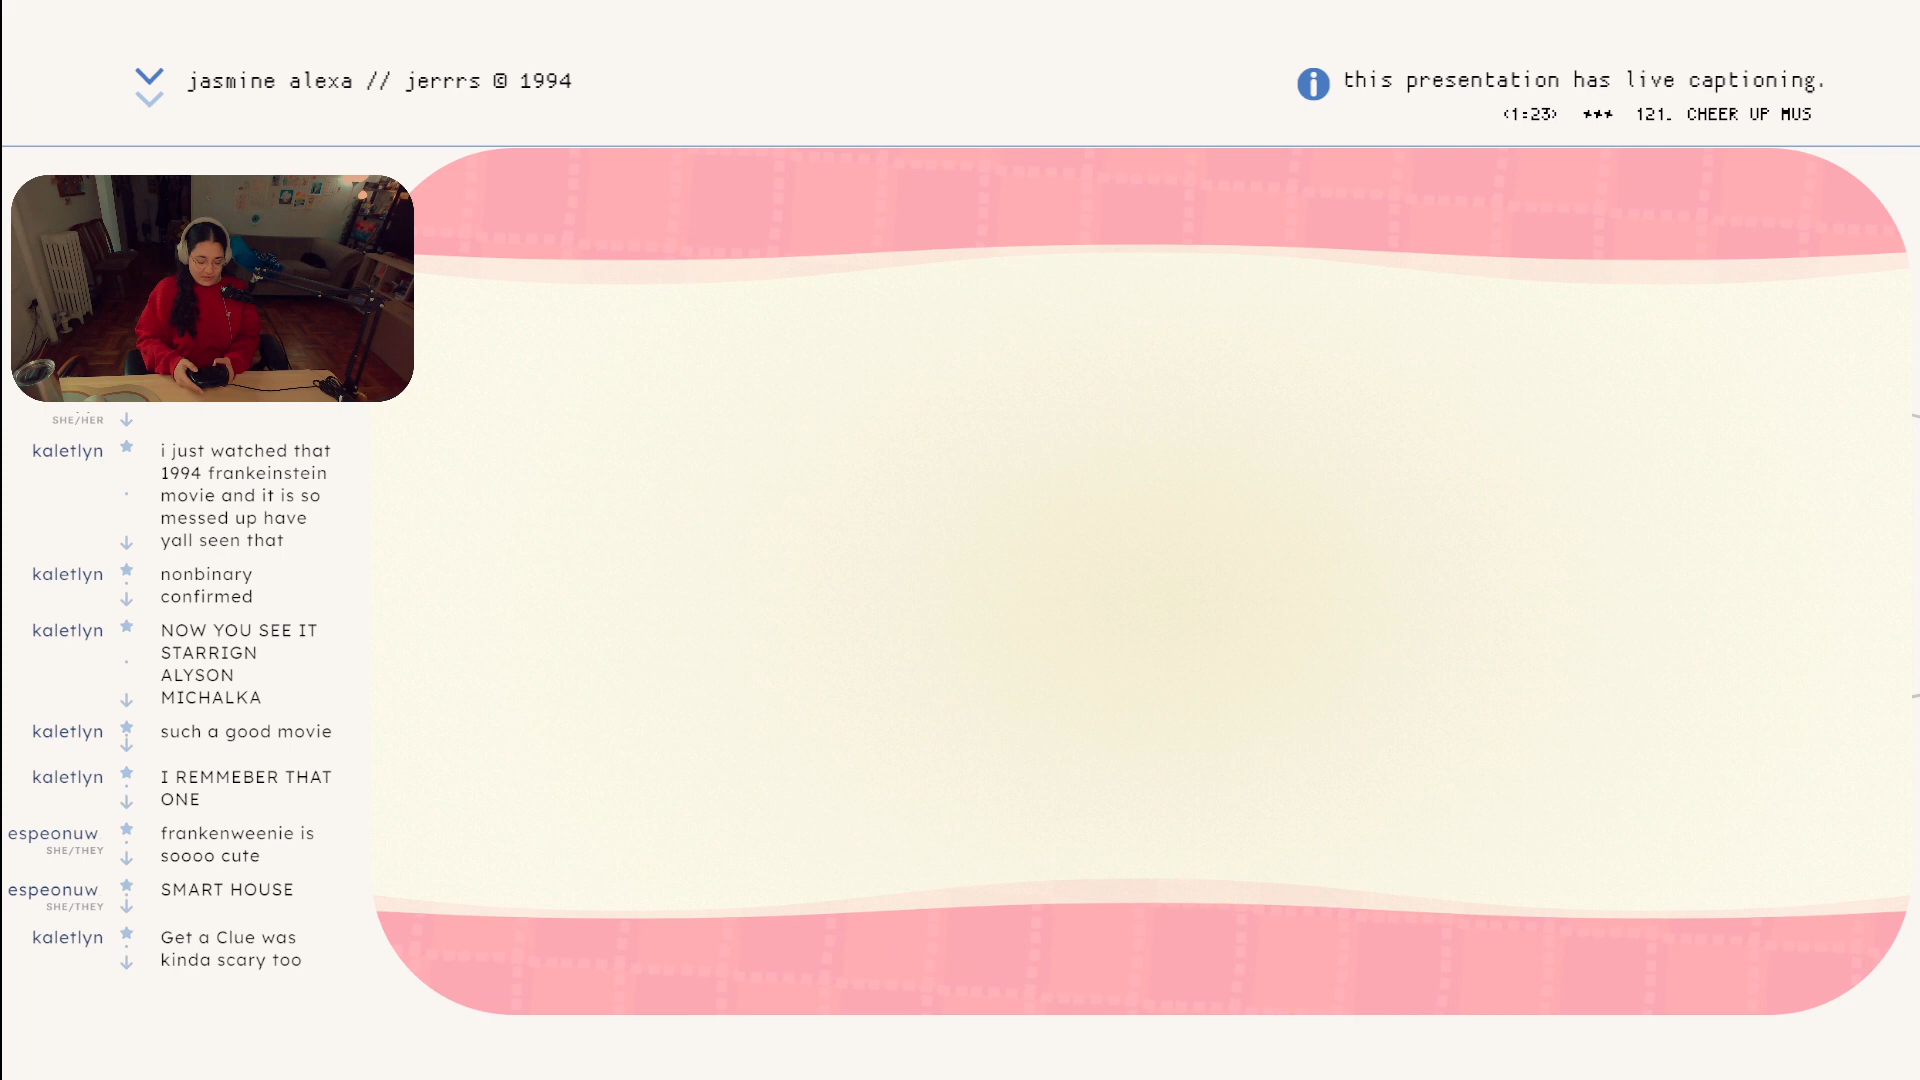 jasmine alexa // jerrrs @ 1994
this presentation has live captioning.
<1:23> *** 121. CHEER UP MUS
SHE/HER
kaletlyn i just watched that
1994 frankeinstein
movie and it is so
messed up have
yall seen that
kaletlyn nonbinary
confirmed
kaletlyn NOW YOU SEE IT
STARRIGN
ALYSON
MICHALKA
kaletlyn such a good movie
kaletlyn I REMMEBER THAT
ONE
espeonuw frankenweenie is
SHE/THEY soooo cute
espeonuw SMART HOUSE
SHE/THEY
kaletlyn Get a Clue was
kinda scary too